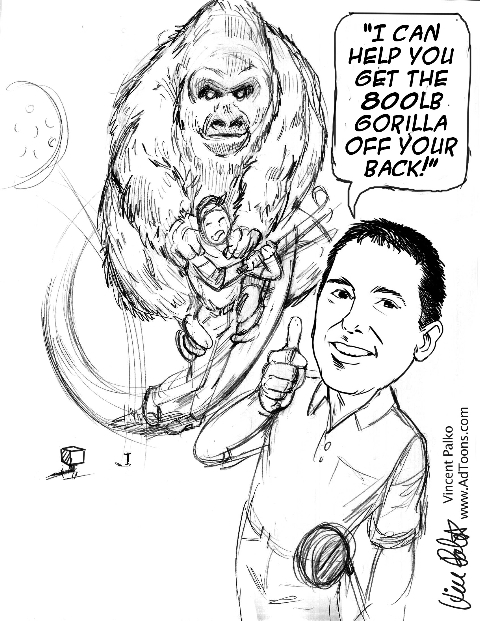 "I CAN
HELP YOU
GET THE
800LB
GORILLA
OFF YOUR
BACK!"
Vincent Palko
www.AdToons.com